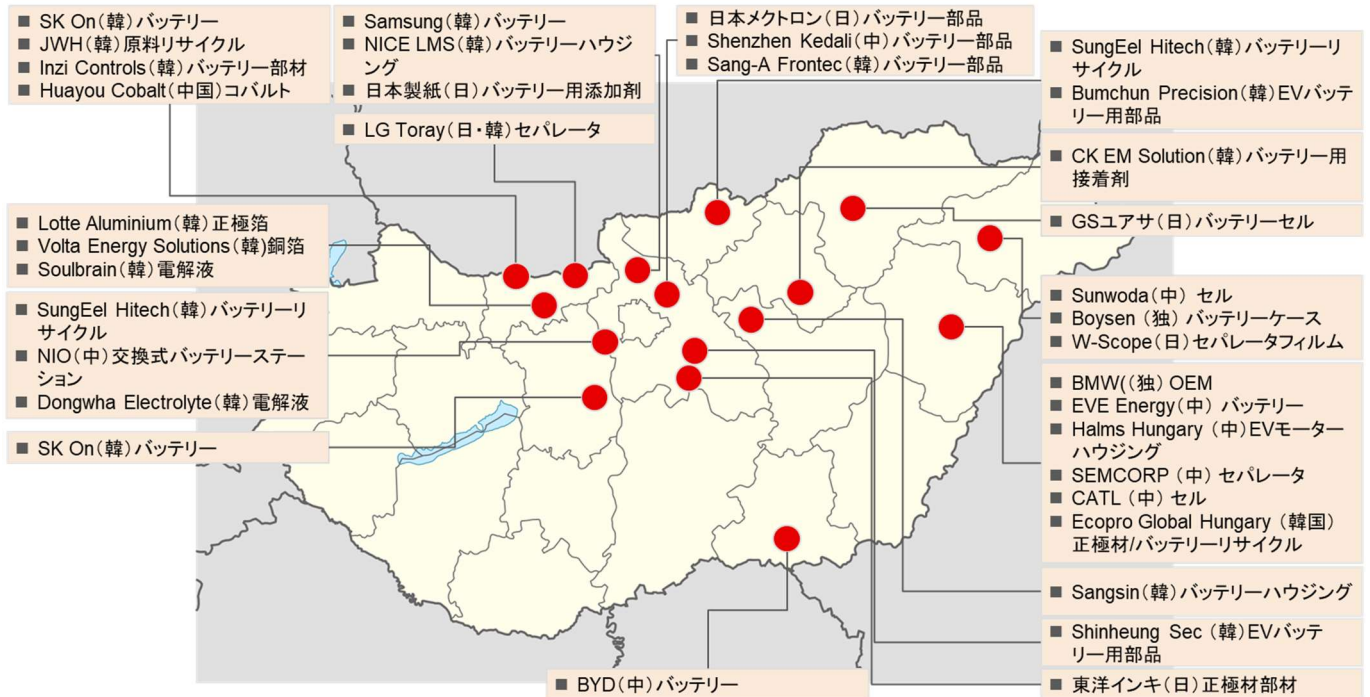 ■ SK On(韓)バッテリー
■ JWH(韓)原料リサイクル
■ Inzi Controls(韓)バッテリー部材
■ Huayou Cobalt(中国)コバルト
■ Samsung(韓)バッテリー
■ NICE LMS(韓)バッテリーハウジ
ング
■ 日本製紙(日)バッテリー用添加剤
■ LG Toray(日・韓)セパレータ
■ 日本メクトロン(日)バッテリー部品
■ Shenzhen Kedali(中)バッテリー部品
■ Sang-A Frontec(韓)バッテリー部品
■ SungEel Hitech(韓)バッテリーリ
サイクル
■ Bumchun Precision(韓)EVバッテ
リー用部品
■ CK EM Solution(韓)バッテリー用
接着剤
■ GSユアサ(日)バッテリーセル
■ Lotte Aluminium(韓)正極箔
■ Volta Energy Solutions(韓)銅箔
■ Soulbrain(韓)電解液
■ SungEel Hitech(韓)バッテリーリ
サイクル
■ NIO(中)交換式バッテリーステー
ション
■ Dongwha Electrolyte(韓)電解液
■ SK On(韓)バッテリー
■ Sunwoda(中) セル
■ Boysen (独) バッテリーケース
■ W-Scope(日)セパレータフィルム
■ BMW((独) OEM
■ EVE Energy(中) バッテリー
■ Halms Hungary (中)EVモーター
ハウジング
■ SEMCORP (中) セパレータ
■ CATL (中) セル
■ Ecopro Global Hungary (韓国)
正極材/バッテリーリサイクル
■ Sangsin(韓)バッテリーハウジング
■ Shinheung Sec (韓)EVバッテ
リー用部品
■ 東洋インキ(日)正極材部材
■ BYD(中)バッテリー